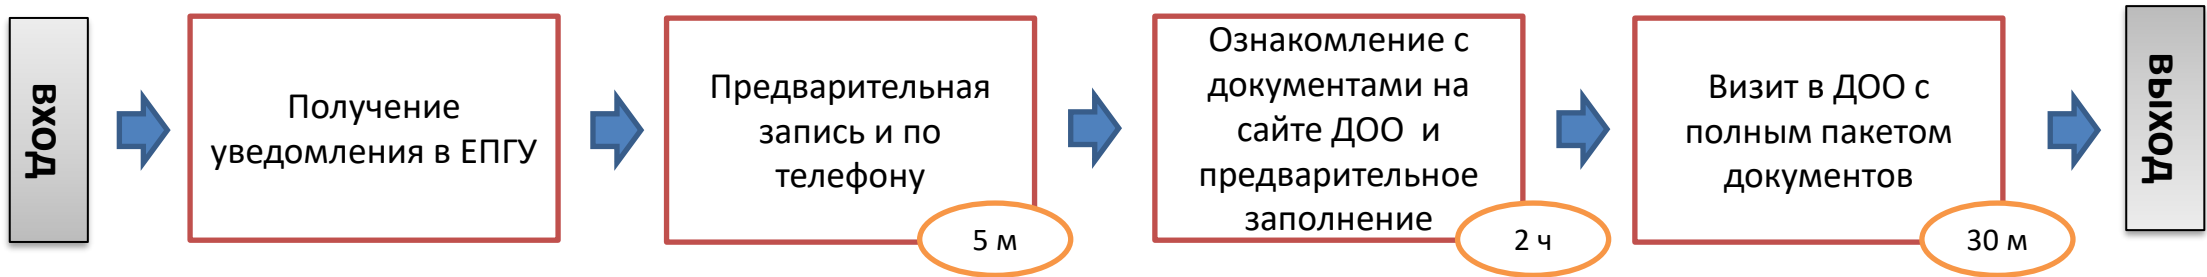 ВХОД
Получение
уведомления в ЕПГУ
Предварительная
запись и по
телефону
5 м
Ознакомление с
документами на
сайте ДОО и
предварительное
заполнение
2 ч
Визит в ДОО с
полным пакетом
документов
30 м
ВЫХОД